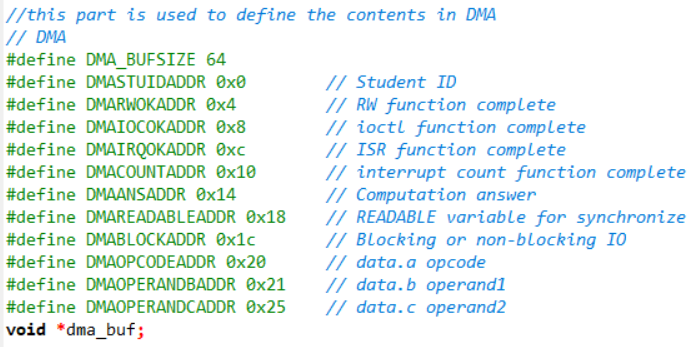 //this part is used to define the contents in DMA
// DMA
#define DMA_BUFSIZE 64
#define DMASTUIDADDR 0x0 // Student ID
#define DMARWOKADDR 0x4 // RW function complete
#define DMAIOCOKADDR 0x8 // ioctl function complete
#define DMAIRQOKADDR 0xc // ISR function complete
#define DMACOUNTADDR 0x10 // interrupt count function complete
#define DMAANSADDR 0x14 // Computation answer
#define DMAREADABLEADDR 0x18 // READABLE variable for synchronize
#define DMABLOCKADDR 0x1c // Blocking or non-blocking IO
#define DMAOPCODEADDR 0x20 // data.a opcode
#define DMAOPERANDBADDR 0x21 // data.b operand1
#define DMAOPERANDCADDR 0x25 // data.c operand2
void *dma_buf;